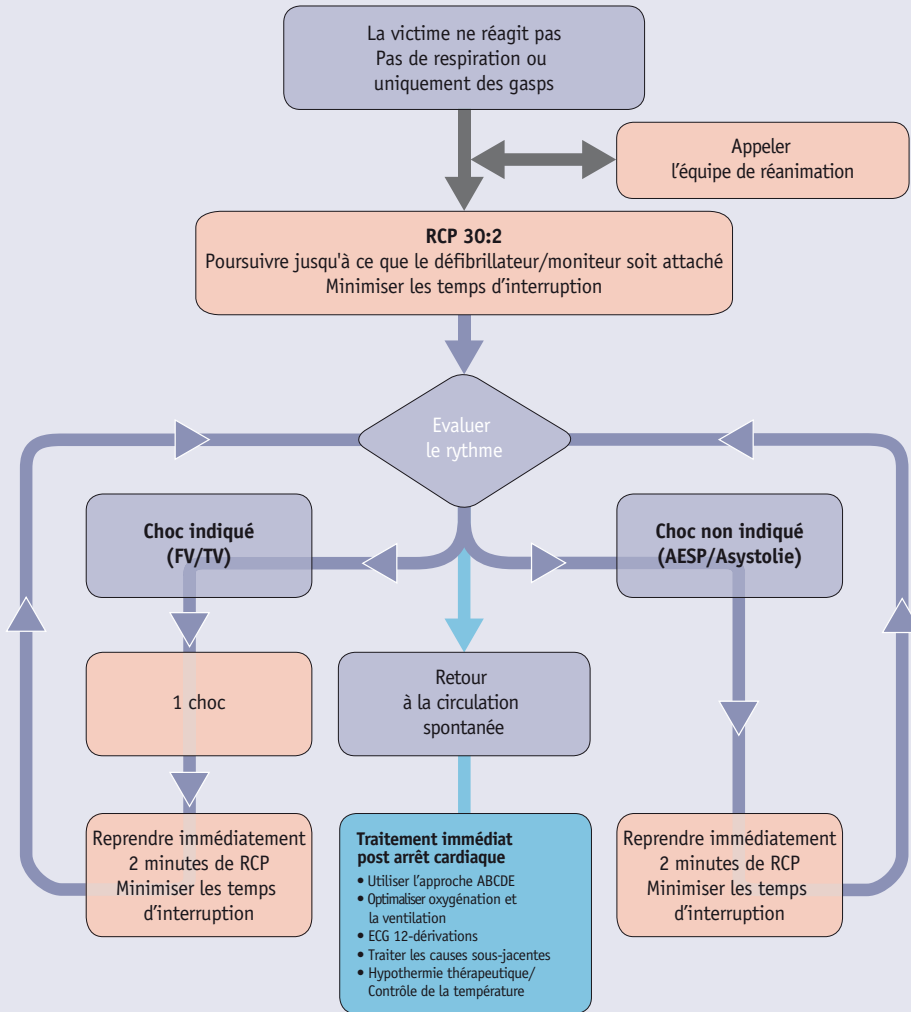 La victime ne réagit pas
Pas de respiration ou
uniquement des gasps
Appeler
l'équipe de réanimation
RCP 30:2
Poursuivre jusqu'à ce que le défibrillateur/moniteur soit attaché
Minimiser les temps d'interruption
Evaluer
le rythme
Choc indiqué
(FV/TV)
Choc non indiqué
(AESP/Asystolie)
1 choc
Retour
à la circulation
spontanée
Reprendre immédiatement
2 minutes de RCP
Minimiser les temps
d'interruption
Traitement immédiat
post arrêt cardiaque
• Utiliser l'approche ABCDE
• Optimaliser oxygénation et
la ventilation
• ECG 12-dérivations
• Traiter les causes sous-jacentes
• Hypothermie thérapeutique/
Contrôle de la température
Reprendre immédiatement
2 minutes de RCP
Minimiser les temps
d'interruption